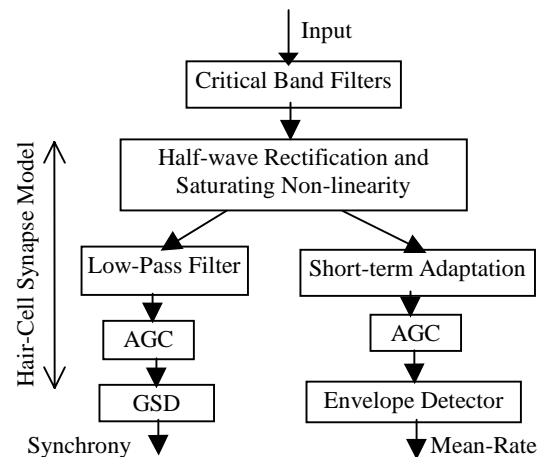 Input
Critical Band Filters
Half-wave Rectification and
Saturating Non-linearity
Hair-Cell Synapse Model
Low-Pass Filter
Short-term Adaptation
AGC
AGC
GSD
Envelope Detector
Synchrony
Mean-Rate